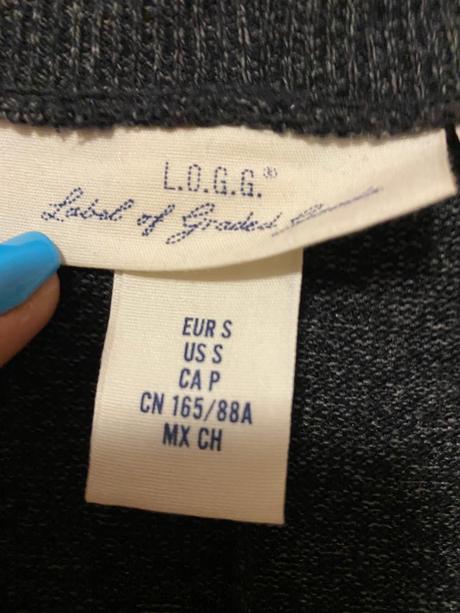 L.O.G.G.®
Label of Graded
EUR S
US S
CA P
CN 165/88A
MX CH